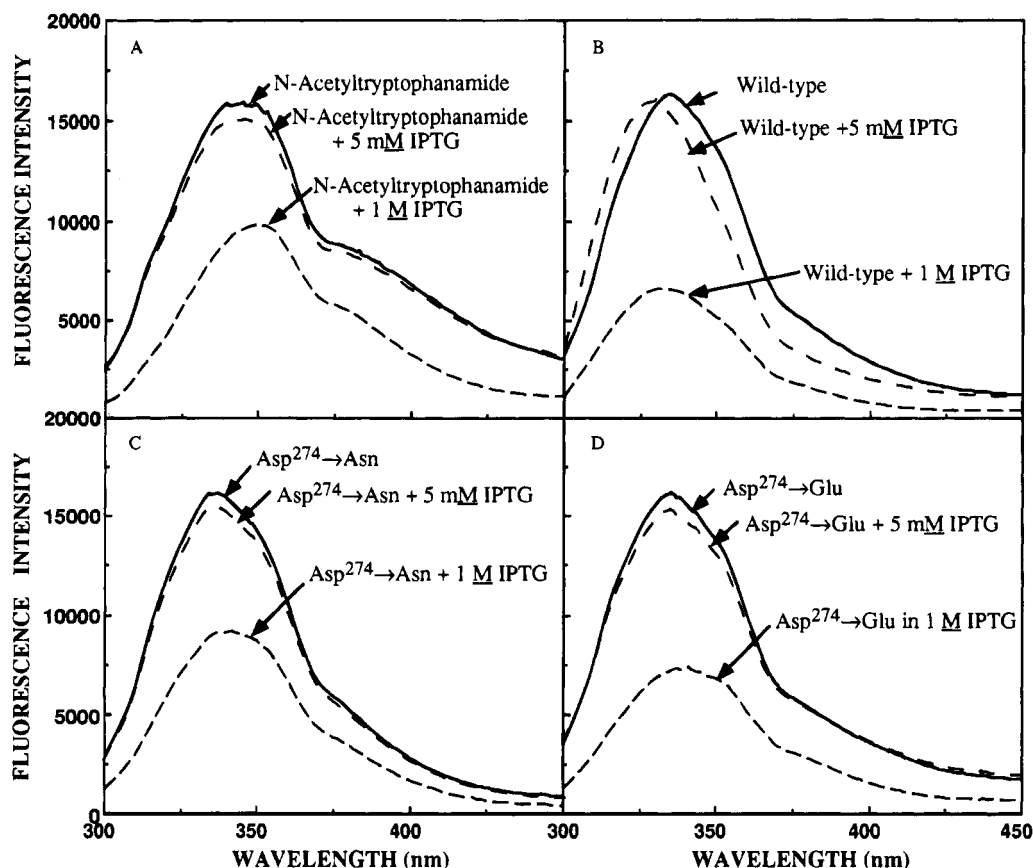 20000
15000
10000
5000
FLUORESCENCE INTENSITY
A
N-Acetyltryptophanamide
N-Acetyltryptophanamide
+ 5 mM IPTG
N-Acetyltryptophanamide
+ 1 M IPTG
B
Wild-type
Wild-type +5 mM IPTG
Wild-type + 1 M IPTG
20000
15000
10000
5000
0
FLUORESCENCE INTENSITY
C
Asp274→Asn
Asp274→Asn + 5 mM IPTG
Asp274→Asn + 1 M IPTG
300 350 400
WAVELENGTH (nm)
D
Asp274→Glu
Asp274→Glu + 5 mM IPTG
Asp274→Glu in 1 M IPTG
300 350 400 450
WAVELENGTH (nm)